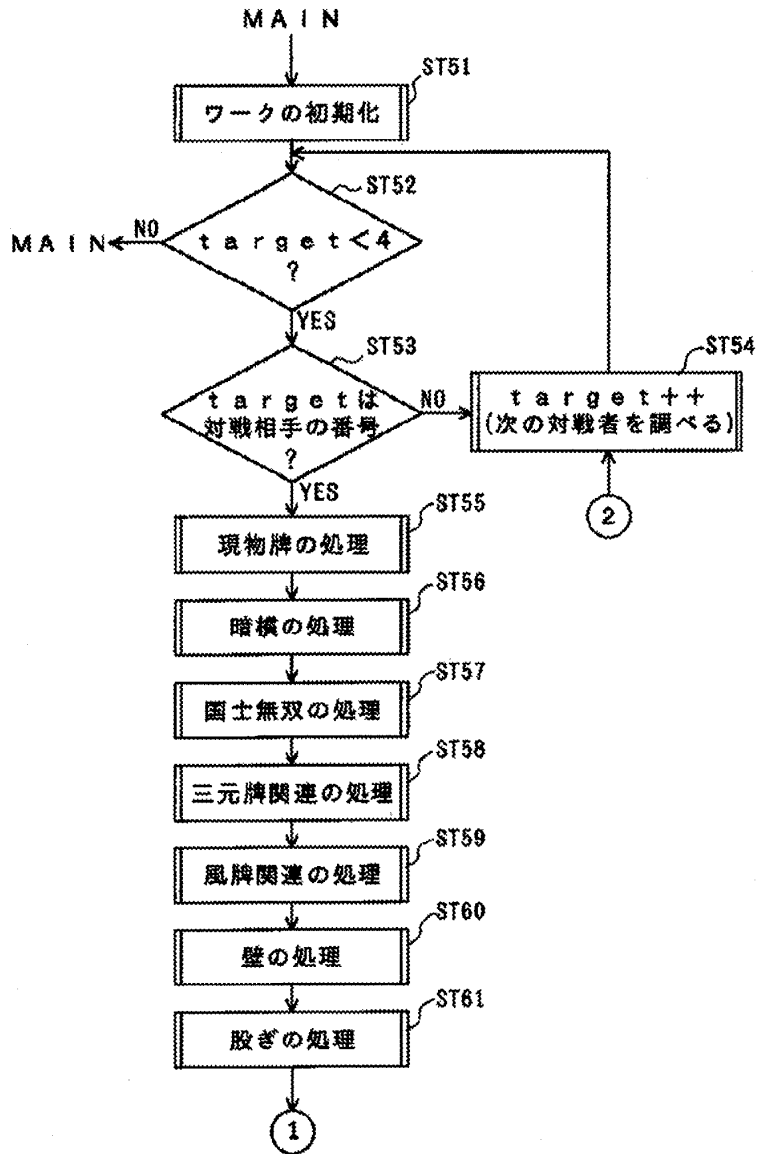 MAIN
ST51
ワークの初期化
ST52
target<4
?
NO
MAIN
YES
ST53
targetは
対戦相手の番号
?
NO
YES
ST54
target++
(次の対戦者を調べる)
2
ST55
現物牌の処理
ST56
暗槓の処理
ST57
国士無双の処理
ST58
三元牌関連の処理
ST59
風牌関連の処理
ST60
壁の処理
ST61
股ぎの処理
1